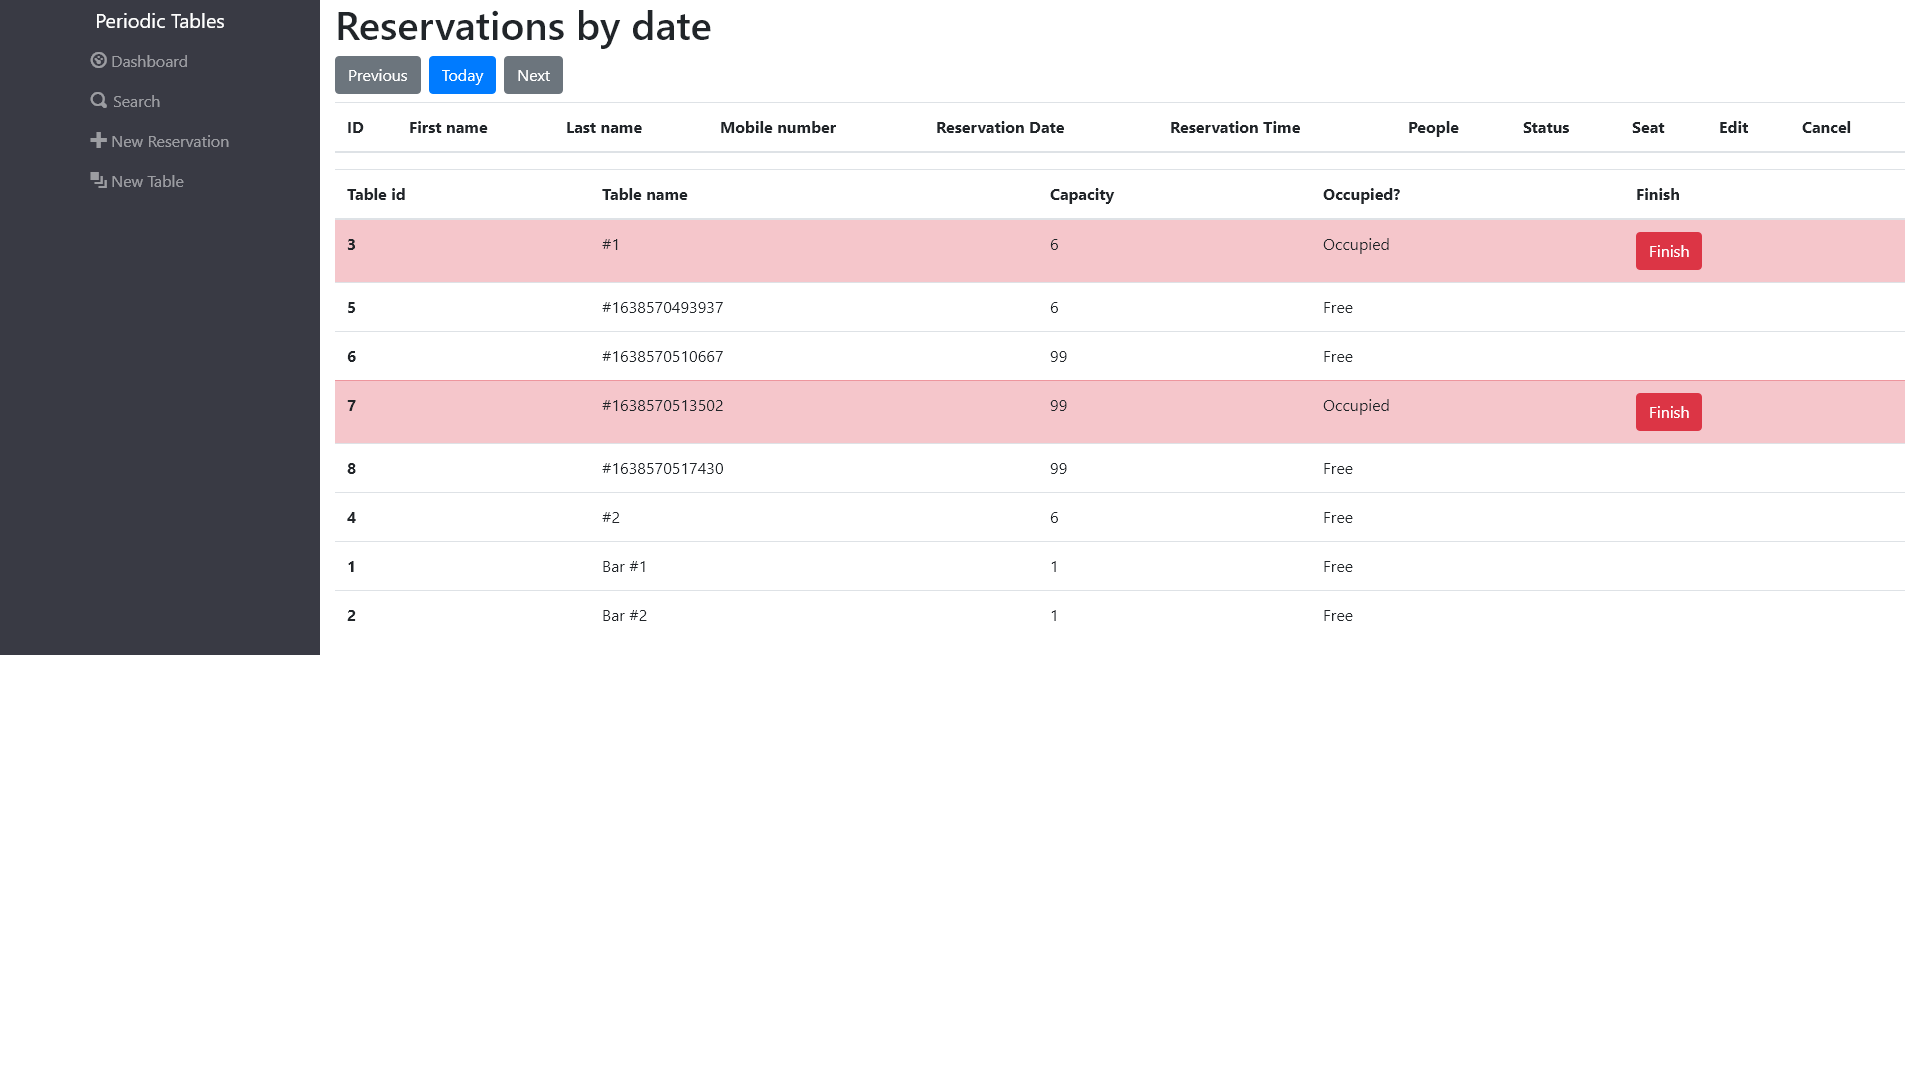 Periodic Tables
Dashboard
Search
New Reservation
New Table
Reservations by date
Previous Today Next
ID First name Last name Mobile number Reservation Date Reservation Time People Status Seat Edit Cancel
Table id Table name Capacity Occupied? Finish
3 #1 6 Occupied Finish
5 #1638570493937 6 Free
6 #1638570510667 99 Free
7 #1638570513502 99 Occupied Finish
8 #1638570517430 99 Free
4 #2 6 Free
1 Bar #1 1 Free
2 Bar #2 1 Free